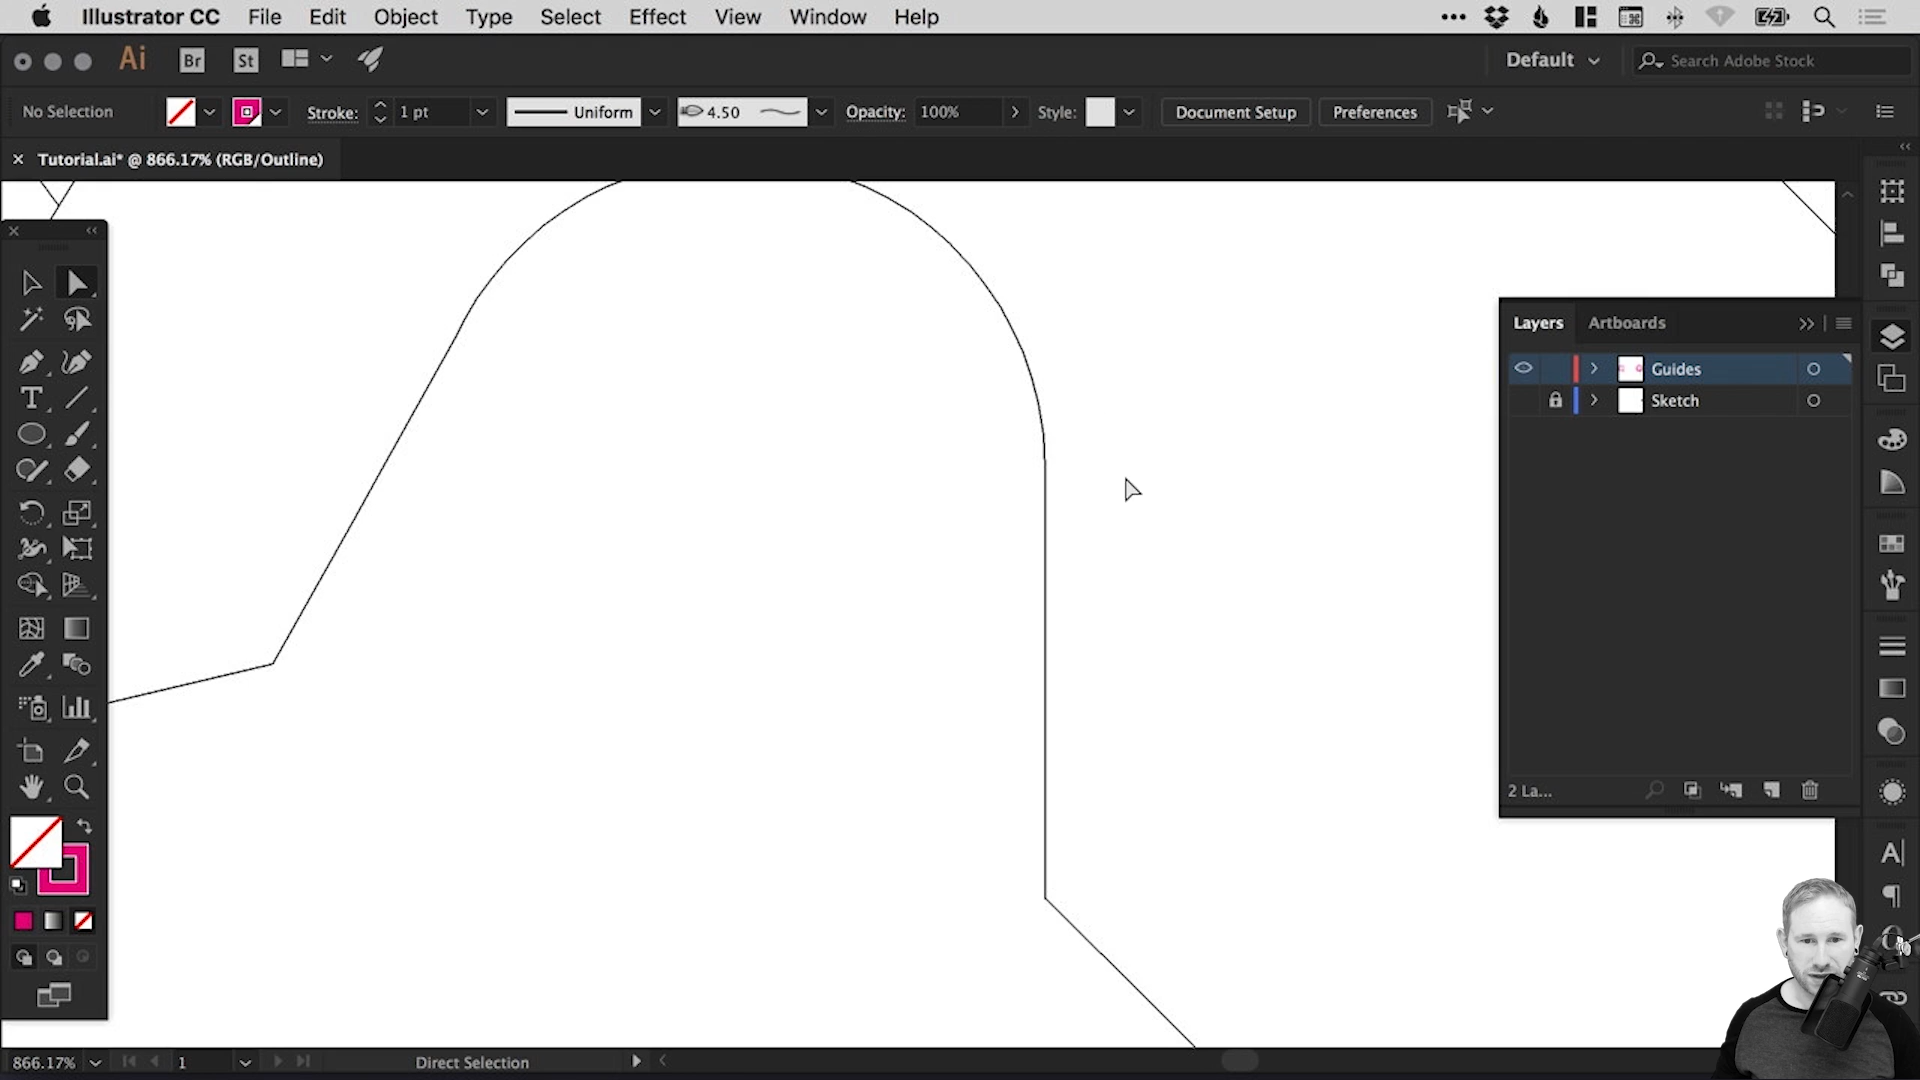 Illustrator CC File Edit Object Type Select Effect View Window Help
Ai Br St Default Search Adobe Stock
No Selection Stroke: 1 pt Uniform 4.50 Opacity: 100% Style: Document Setup Preferences
Tutorial.ai* @ 866.17% (RGB/Outline)
Layers Artboards
Guides
Sketch
2 La...
866.17% 1 Direct Selection